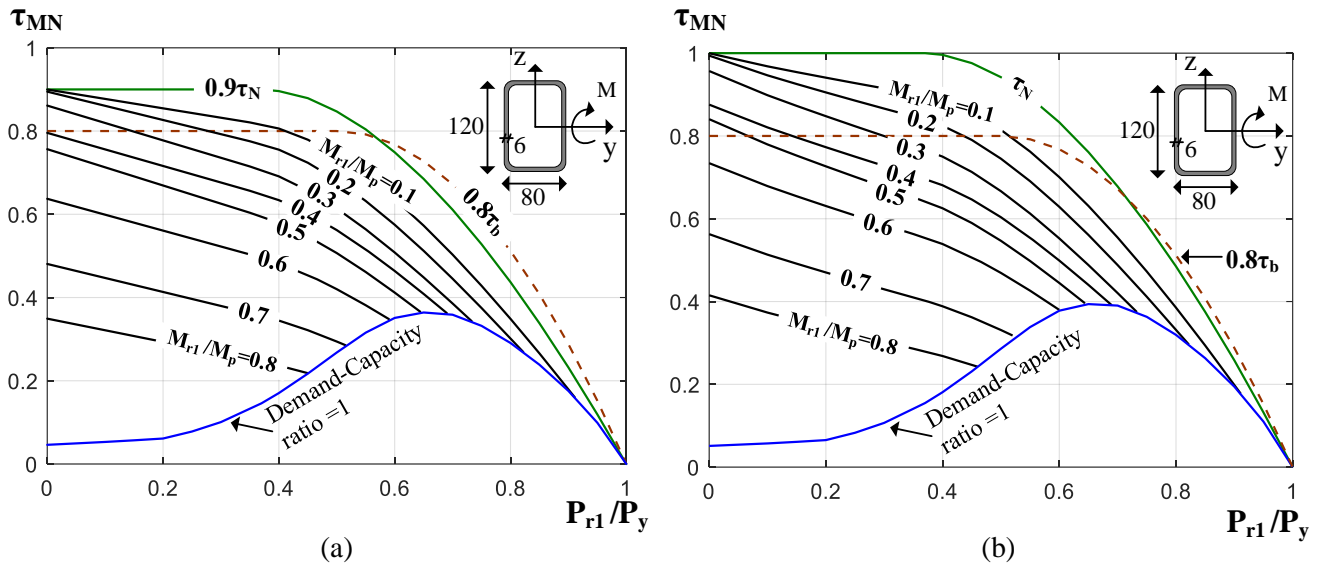 τMN
1
0.8
0.6
0.4
0.2
0
0
0.2
0.4
0.6
0.8
1
Pr1/Py
0.9τN
0.8τb
Mr1/Mp=0.1
0.2
0.3
0.4
0.5
0.6
0.7
Mr1/Mp=0.8
Demand-Capacity
ratio =1
z
M
120
6
y
80
(a)
τMN
1
0.8
0.6
0.4
0.2
0
0
0.2
0.4
0.6
0.8
1
Pr1/Py
τN
0.8τb
Mr1/Mp=0.1
0.2
0.3
0.4
0.5
0.6
0.7
Mr1/Mp=0.8
Demand-Capacity
ratio =1
z
M
120
6
y
80
(b)